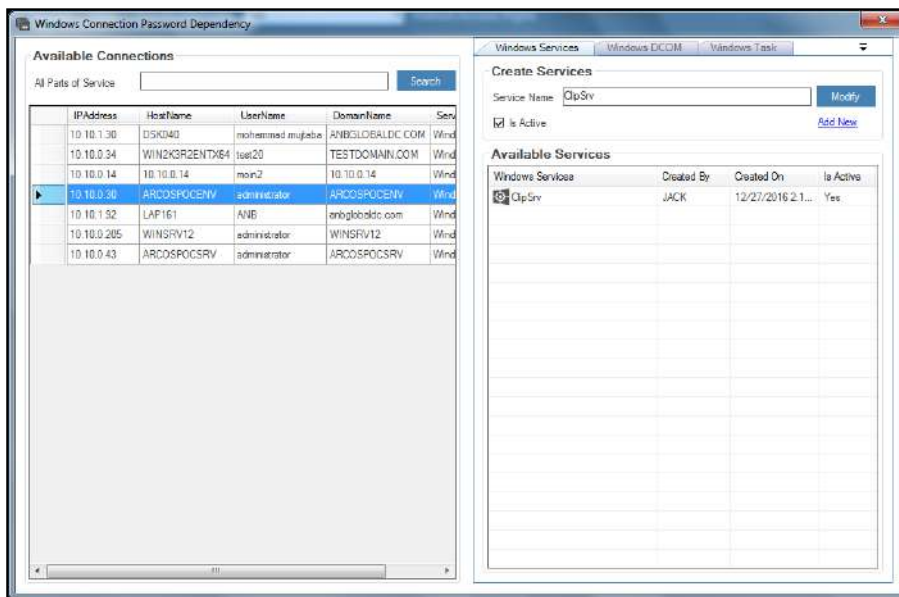 Windows Connection Password Dependency
Available Connections
All Parts of Service Search
IPAddress HostName UserName DomainName Serv
10.10.1.30 DSK040 mohammad mujtaba ANBGLOBALDC.COM Wind
10.10.0.34 WIN2K3R2ENTX64 test20 TESTDOMAIN.COM Wind
10.10.0.14 10.10.0.14 main2 10.10.0.14 Wind
10.10.0.30 ARCOSPOCENV administrator ARCOSPOCENV Wind
10.10.1.92 LAP161 ANB anbglobaldc.com Wind
10.10.0.205 WINSRV12 administrator WINSRV12 Wind
10.10.0.43 ARCOSPOCSRV administrator ARCOSPOCSRV Wind
Windows Services Windows DCOM Windows Task
Create Services
Service Name ClipSrv Modify
Is Active Add New
Available Services
Windows Services Created By Created On Is Active
ClipSrv JACK 12/27/2016 2:1... Yes